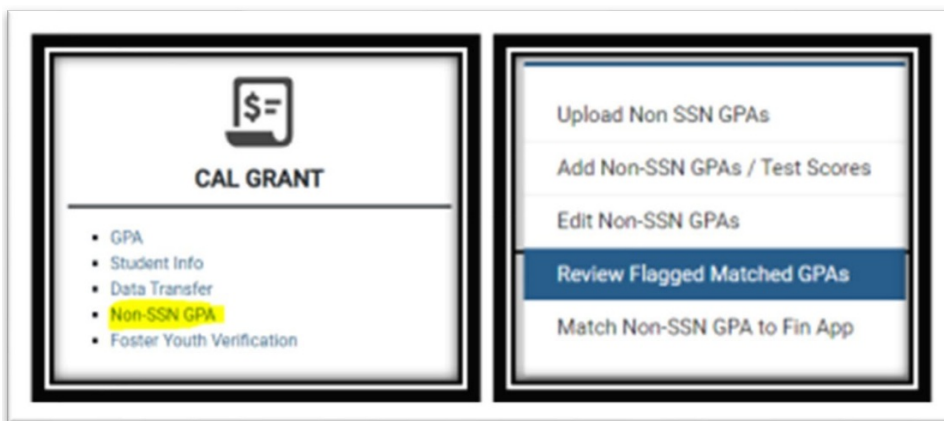 $=
CAL GRANT
GPA
Student Info
Data Transfer
Non-SSN GPA
Foster Youth Verification
Upload Non SSN GPAs
Add Non-SSN GPAs / Test Scores
Edit Non-SSN GPAs
Review Flagged Matched GPAs
Match Non-SSN GPA to Fin App